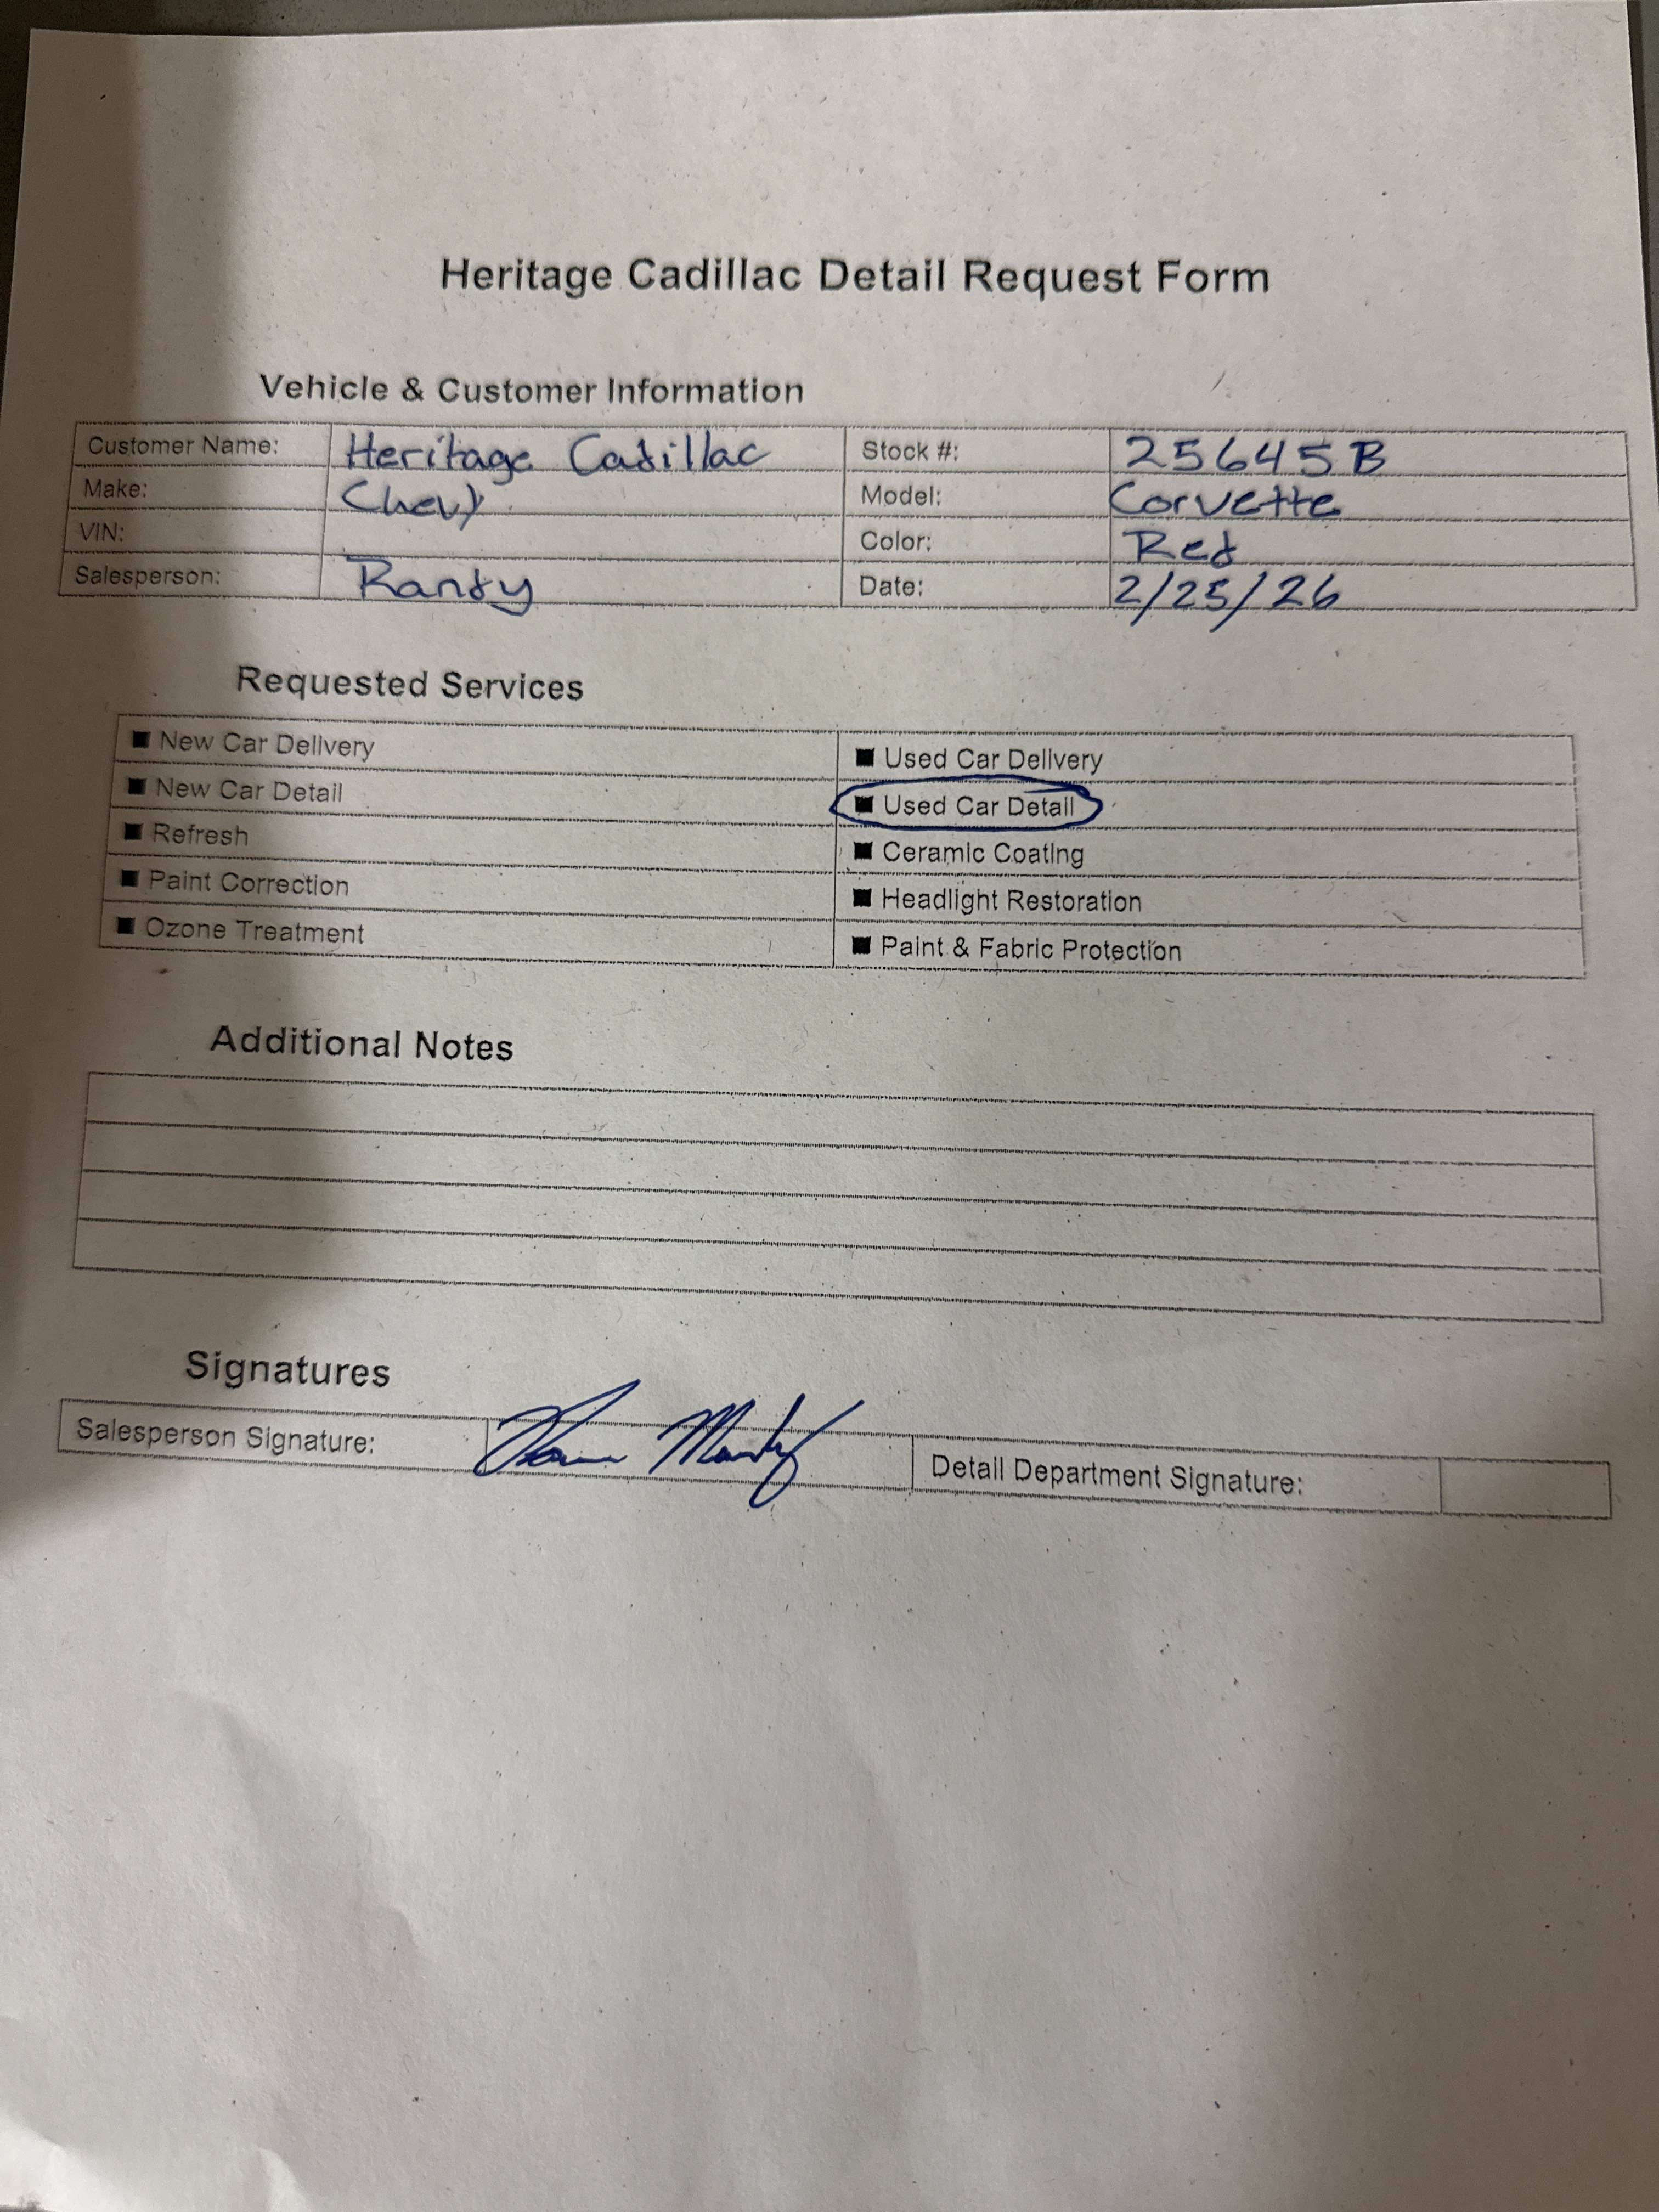 Heritage Cadillac Detail Request Form
Vehicle & Customer Information
Customer Name: Heritage Cadillac Stock #: 25645B
Make: Chevy Model: Corvette
VIN: Color: Red
Salesperson: Randy Date: 2/25/26
Requested Services
■ New Car Delivery ■ Used Car Delivery
■ New Car Detail ■ Used Car Detail
■ Refresh ■ Ceramic Coating
■ Paint Correction ■ Headlight Restoration
■ Ozone Treatment ■ Paint & Fabric Protection
Additional Notes
Signatures
Salesperson Signature: Detail Department Signature: